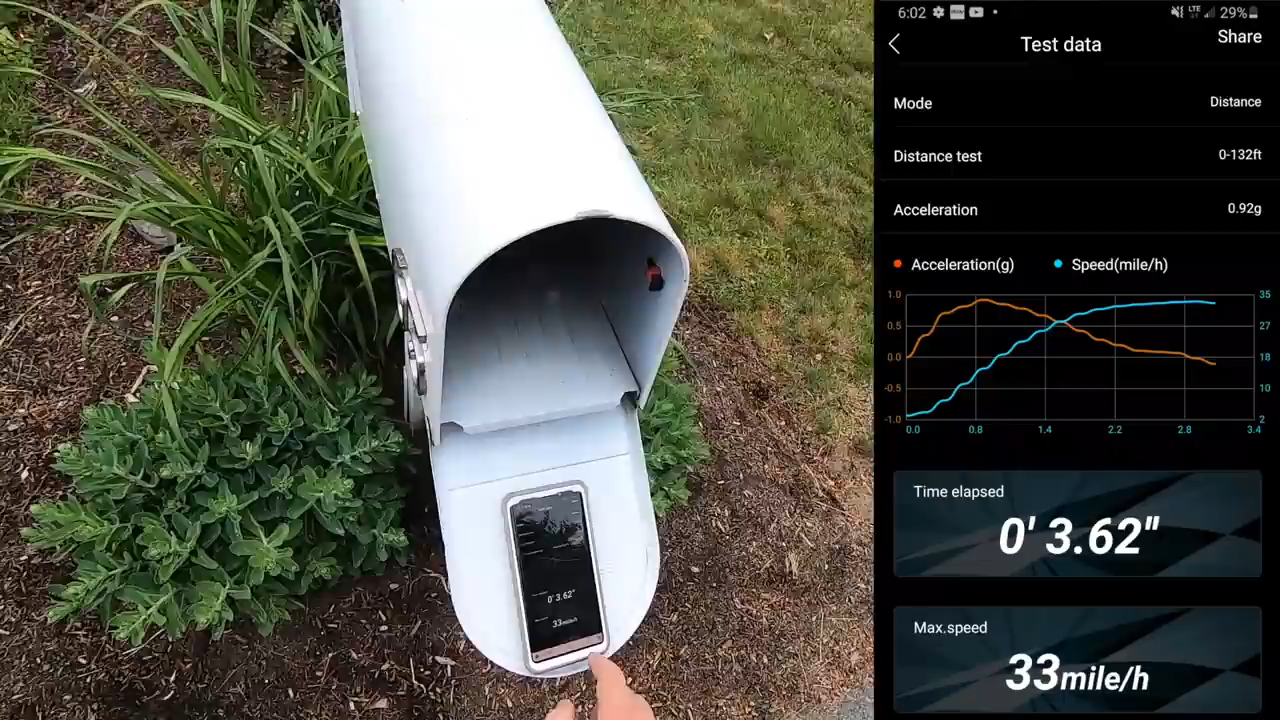 6:02
LTE
29%
Test data
Share
Mode
Distance
Distance test
0-132ft
Acceleration
0.92g
Acceleration(g)
Speed(mile/h)
1.0
35
0.5
27
0.0
18
-0.5
10
-1.0
2
0.0
0.8
1.4
2.2
2.8
3.4
Time elapsed
0' 3.62"
Max.speed
33mile/h
0' 3.62"
33mile/h